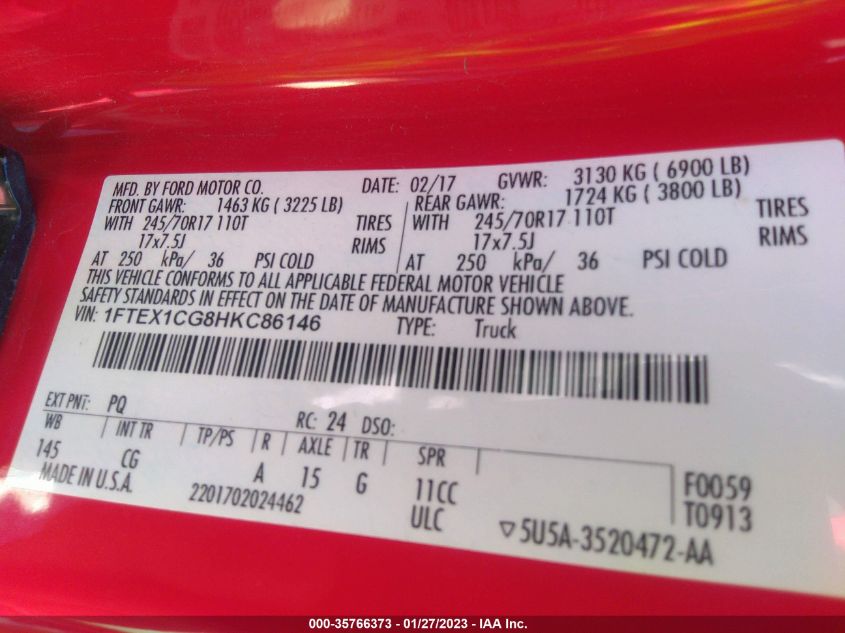 MFD. BY FORD MOTOR CO. DATE: 02/17 GVWR: 3130 KG ( 6900 LB)
FRONT GAWR: 1463 KG ( 3225 LB) REAR GAWR: 1724 KG ( 3800 LB)
WITH 245/70R17 110T TIRES WITH 245/70R17 110T TIRES
17x7.5J RIMS 17x7.5J RIMS
AT 250 kPa/ 36 PSI COLD AT 250 kPa/ 36 PSI COLD
THIS VEHICLE CONFORMS TO ALL APPLICABLE FEDERAL MOTOR VEHICLE
SAFETY STANDARDS IN EFFECT ON THE DATE OF MANUFACTURE SHOWN ABOVE.
VIN: 1FTEX1CG8HKC86146 TYPE: Truck
EXT PNT: PQ RC: 24 DSO:
WB INT TR TP/PS R AXLE TR SPR
145 CG A 15 G 11CC F0059
MADE IN U.S.A. 2201702024462 ULC T0913
▽5U5A-3520472-AA
000-35766373 - 01/27/2023 - IAA Inc.